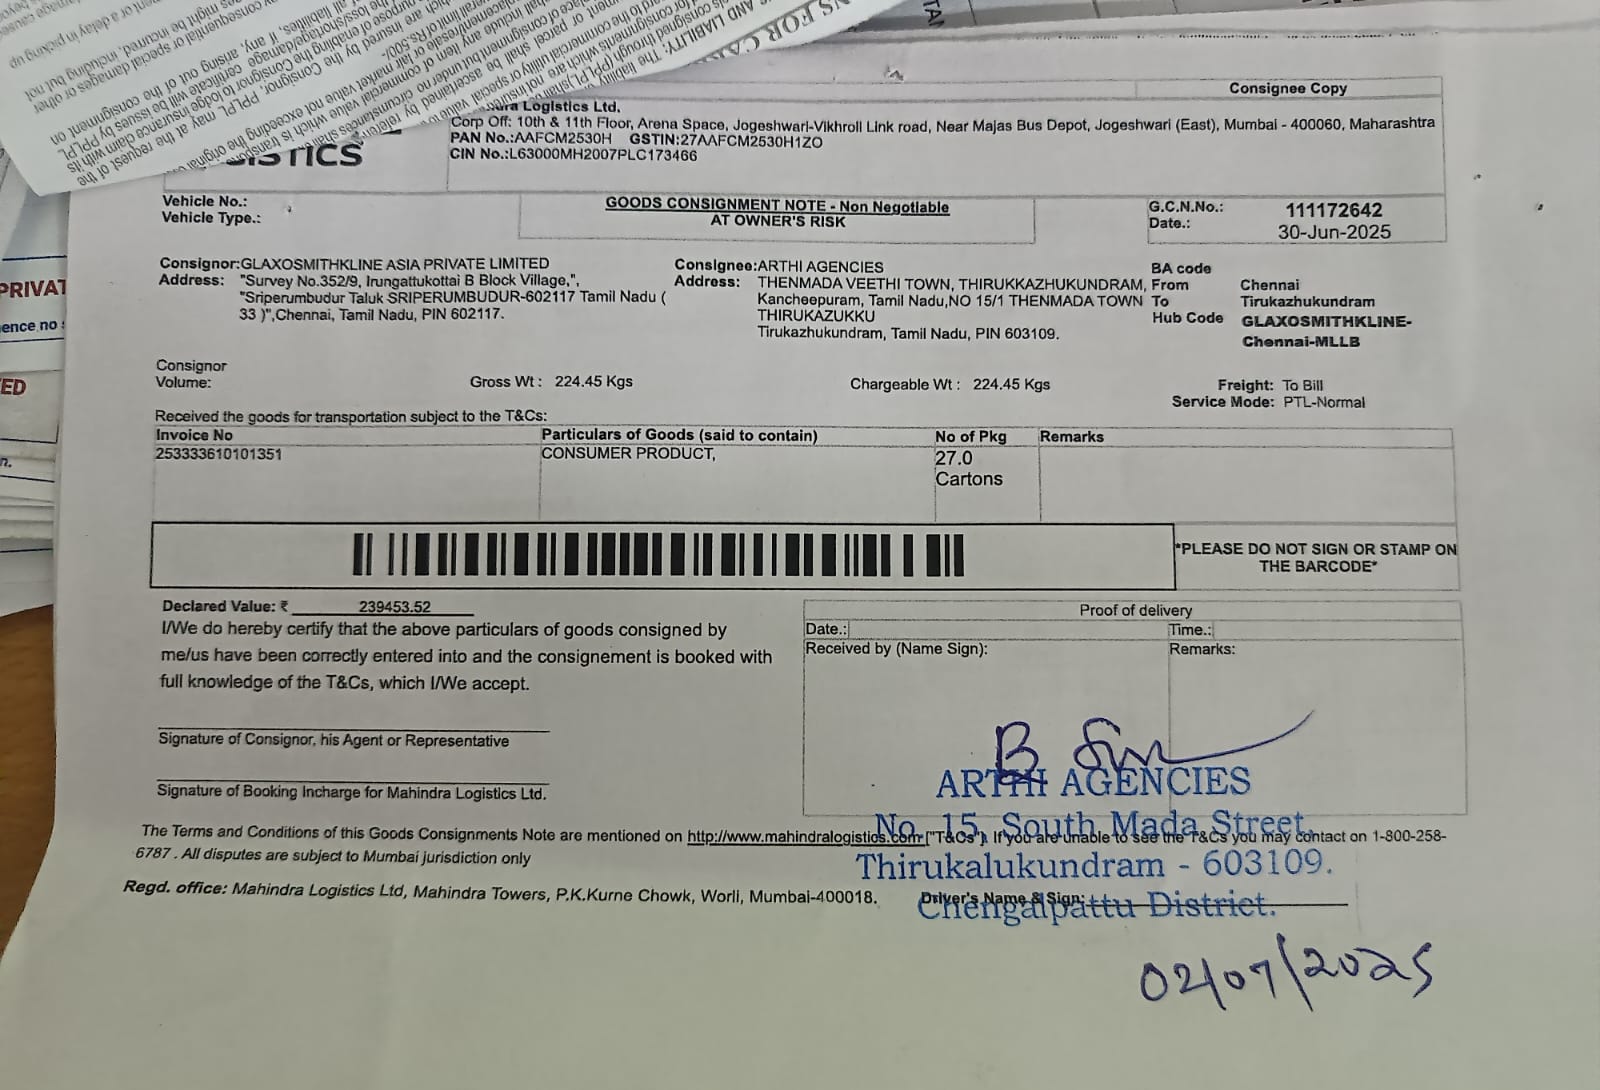 Consignee Copy
ra Logistics Ltd.
Corp Off: 10th & 11th Floor, Arena Space, Jogeshwari-Vikhroll Link road, Near Majas Bus Depot, Jogeshwari (East), Mumbai - 400060, Maharashtra
PAN No.:AAFCM2530H GSTIN:27AAFCM2530H1ZO
CIN No.:L63000MH2007PLC173466
ISTICS
Vehicle No.:
Vehicle Type.:
GOODS CONSIGNMENT NOTE - Non Negotiable
AT OWNER'S RISK
G.C.N.No.: 111172642
Date.: 30-Jun-2025
Consignor:GLAXOSMITHKLINE ASIA PRIVATE LIMITED
Address: "Survey No.352/9, Irungattukottai B Block Village,",
"Sriperumbudur Taluk SRIPERUMBUDUR-602117 Tamil Nadu (
33 )",Chennai, Tamil Nadu, PIN 602117.
Consignee:ARTHI AGENCIES
Address: THENMADA VEETHI TOWN, THIRUKKAZHUKUNDRAM,
Kancheepuram, Tamil Nadu,NO 15/1 THENMADA TOWN
THIRUKAZUKKU
Tirukazhukundram, Tamil Nadu, PIN 603109.
BA code
From Chennai
To Tirukazhukundram
Hub Code GLAXOSMITHKLINE-
Chennai-MLLB
Consignor
Volume:
Gross Wt : 224.45 Kgs
Chargeable Wt : 224.45 Kgs
Freight: To Bill
Service Mode: PTL-Normal
Received the goods for transportation subject to the T&Cs:
Invoice No Particulars of Goods (said to contain) No of Pkg Remarks
253333610101351 CONSUMER PRODUCT, 27.0
Cartons
*PLEASE DO NOT SIGN OR STAMP ON
THE BARCODE*
Declared Value: ₹ 239453.52
I/We do hereby certify that the above particulars of goods consigned by
me/us have been correctly entered into and the consignement is booked with
full knowledge of the T&Cs, which I/We accept.
Signature of Consignor, his Agent or Representative
Signature of Booking Incharge for Mahindra Logistics Ltd.
Proof of delivery
Date.: Time.:
Received by (Name Sign): Remarks:
ARTHI AGENCIES
No. 15, South Mada Street,
Thirukalukundram - 603109.
Chengalpattu District.
The Terms and Conditions of this Goods Consignments Note are mentioned on http://www.mahindralogistics.com ("T&Cs"). If you are unable to see the T&Cs you may contact on 1-800-258-
6787 . All disputes are subject to Mumbai jurisdiction only
Regd. office: Mahindra Logistics Ltd, Mahindra Towers, P.K.Kurne Chowk, Worli, Mumbai-400018.
Driver's Name & Sign:
02/07/2025
PRIVAT
ence no :
ED